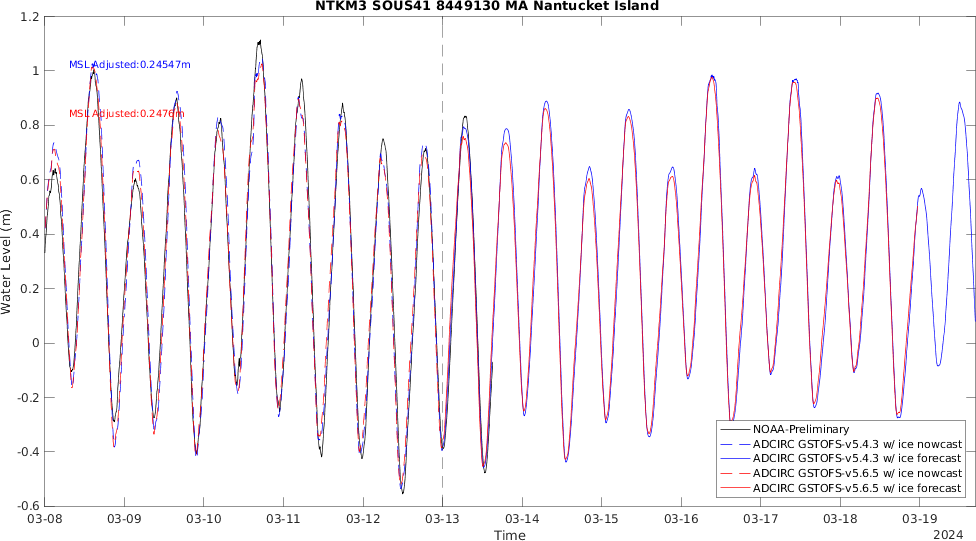 NTKM3 SOUS41 8449130 MA Nantucket Island
1.2
1
0.8
0.6
0.4
0.2
0
-0.2
-0.4
-0.6
Water Level (m)
MSL Adjusted:0.24547m
MSL Adjusted:0.2476m
NOAA-Preliminary
ADCIRC GSTOFS-v5.4.3 w/ ice nowcast
ADCIRC GSTOFS-v5.4.3 w/ ice forecast
ADCIRC GSTOFS-v5.6.5 w/ ice nowcast
ADCIRC GSTOFS-v5.6.5 w/ ice forecast
03-08 03-09 03-10 03-11 03-12 03-13 03-14 03-15 03-16 03-17 03-18 03-19
Time
2024